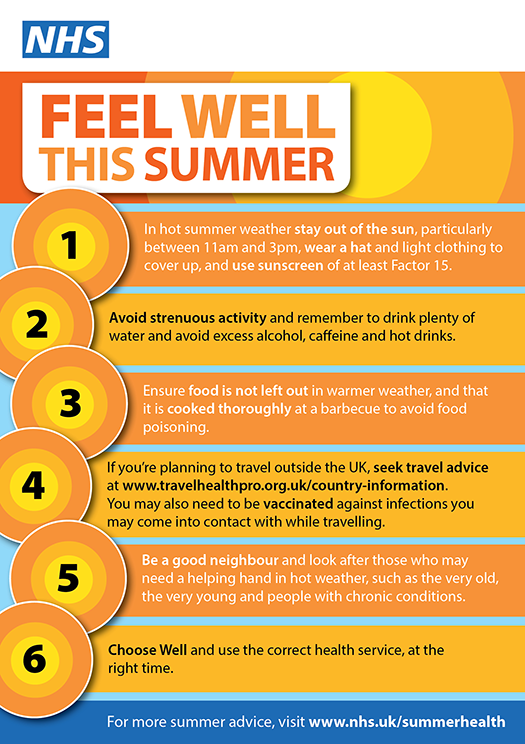 NHS
FEEL WELL
THIS SUMMER
1
In hot summer weather stay out of the sun, particularly
between 11am and 3pm, wear a hat and light clothing to
cover up, and use sunscreen of at least Factor 15.
2
Avoid strenuous activity and remember to drink plenty of
water and avoid excess alcohol, caffeine and hot drinks.
3
Ensure food is not left out in warmer weather, and that
it is cooked thoroughly at a barbecue to avoid food
poisoning.
4
If you’re planning to travel outside the UK, seek travel advice
at www.travelhealthpro.org.uk/country-information.
You may also need to be vaccinated against infections you
may come into contact with while travelling.
5
Be a good neighbour and look after those who may
need a helping hand in hot weather, such as the very old,
the very young and people with chronic conditions.
6
Choose Well and use the correct health service, at the
right time.
For more summer advice, visit www.nhs.uk/summerhealth